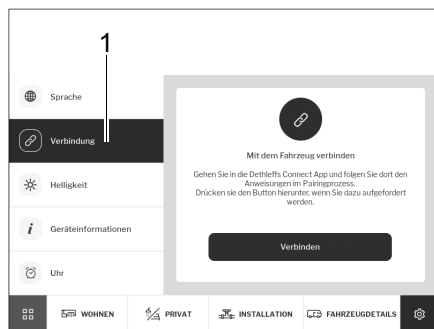 1
Sprache
Verbindung
Helligkeit
Geräteinformationen
Uhr
Mit dem Fahrzeug verbinden
Gehen Sie in die Dethleffs Connect App und folgen Sie dort den
Anweisungen im Pairingprozess.
Drücken sie den Button hierunter, wenn Sie dazu aufgefordert
werden.
Verbinden
WOHNEN PRIVAT INSTALLATION FAHRZEUGDETAILS